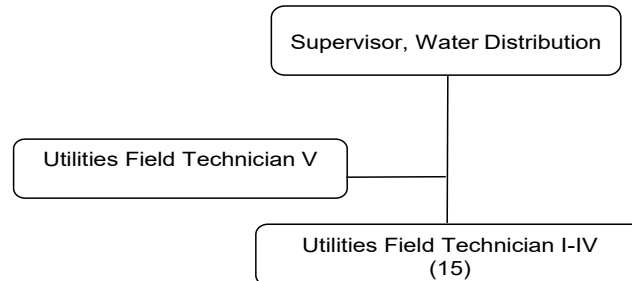 Supervisor, Water Distribution
Utilities Field Technician V
Utilities Field Technician I-IV
(15)